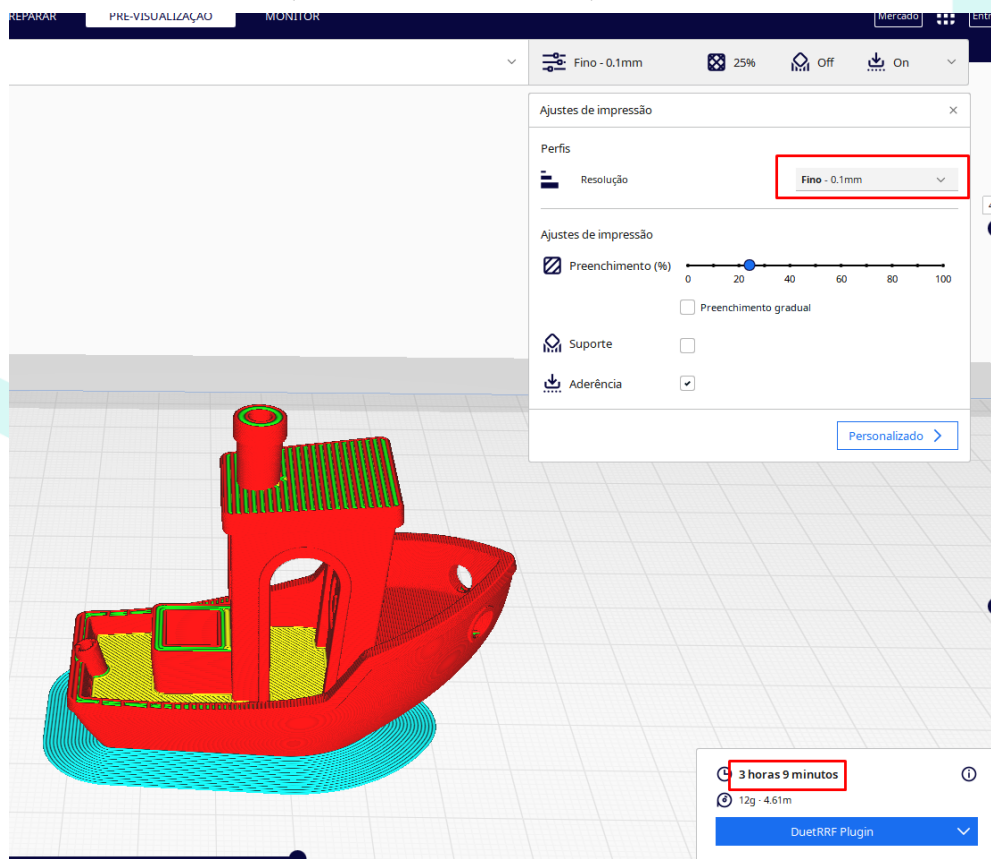 REPARAR PRÉ-VISUALIZAÇÃO MONITOR Mercado Entr
Fino - 0.1mm 25% Off On
Ajustes de impressão
Perfis
Resolução Fino - 0.1mm
Ajustes de impressão
Preenchimento (%)
0 20 40 60 80 100
Preenchimento gradual
Suporte
Aderência
Personalizado
3 horas 9 minutos
12g · 4.61m
DuetRRF Plugin